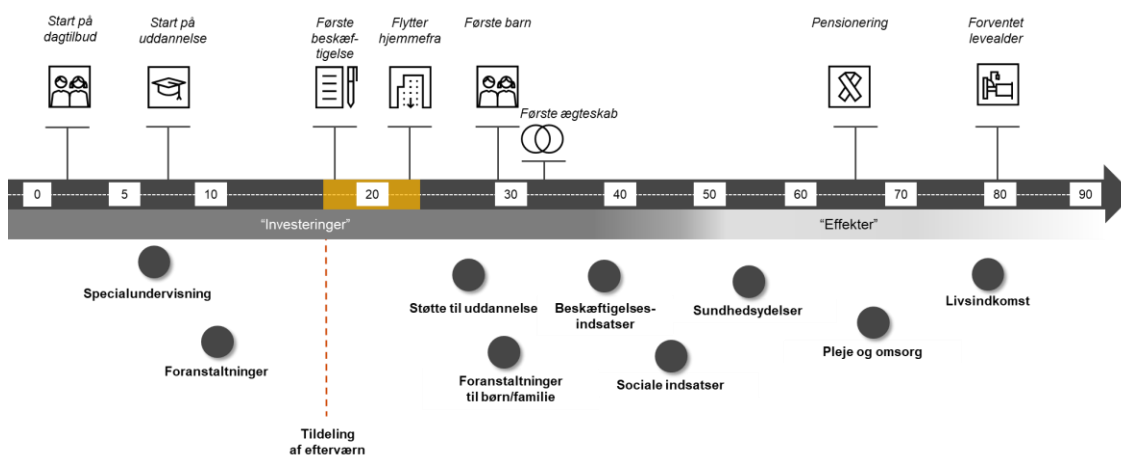 Start på
dagtilbud
Start på
uddannelse
Første
beskæf-
tigelse
Flytter
hjemmefra
Første barn
Første ægteskab
Pensionering
Forventet
levealder
0
5
10
20
30
40
50
60
70
80
90
“Investeringer”
“Effekter”
Specialundervisning
Foranstaltninger
Støtte til uddannelse
Foranstaltninger
til børn/familie
Beskæftigelses-
indsatser
Sociale indsatser
Sundhedsydelser
Pleje og omsorg
Livsindkomst
Tildeling
af efterværn